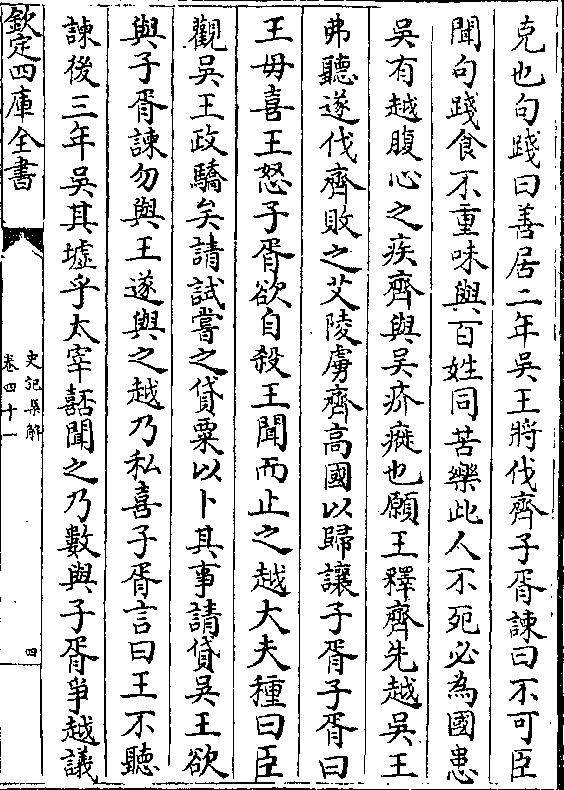 克也句踐曰善居二年吳王將伐齊子胥諫曰不可臣
聞句踐食不重味與百姓同苦樂此人不死必為國患
吳有越腹心之疾齊與吳疥㿋也願王釋齊先越吳王
弗聽遂伐齊敗之艾陵虜齊高國以歸讓子胥子胥曰
王毋喜王怒子胥欲自殺王聞而止之越大夫種曰臣
觀吳王政驕矣請試嘗之貸粟以卜其事請貸吳王欲
與子胥諫勿與王遂與之越乃私喜子胥言曰王不聽
諫後三年吳其墟乎太宰嚭聞之乃數與子胥爭越議
欽定四庫全書
史記集解
卷四十一
四